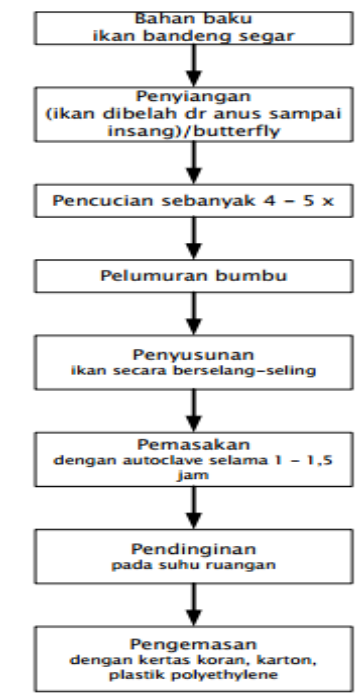 Bahan baku
ikan bandeng segar
Penyiangan
(ikan dibelah dr anus sampai
insang)/butterfly
Pencucian sebanyak 4 – 5 x
Pelumuran bumbu
Penyusunan
ikan secara berselang-seling
Pemasakan
dengan autoclave selama 1 – 1,5
jam
Pendinginan
pada suhu ruangan
Pengemasan
dengan kertas koran, karton,
plastik polyethylene